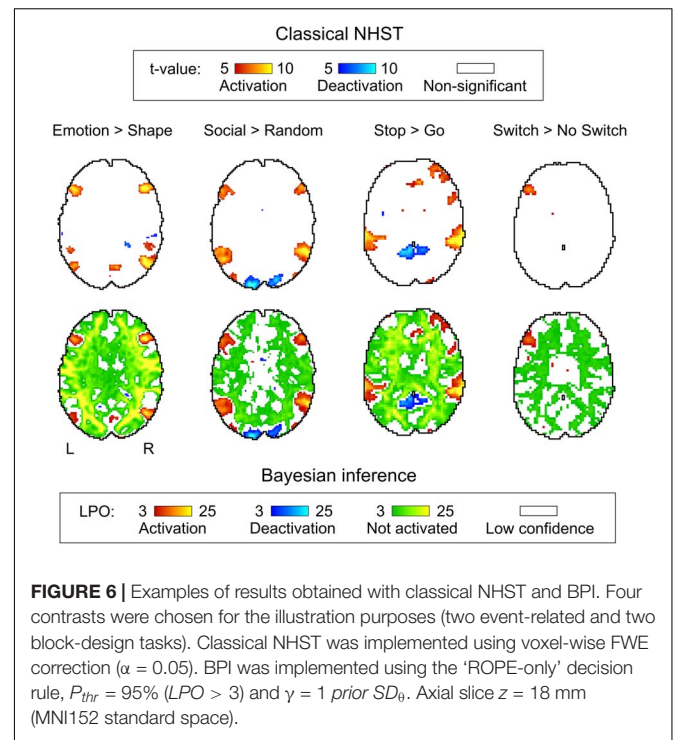 Classical NHST
t-value: 5 10 5 10
Activation Deactivation Non-significant
Emotion > Shape Social > Random Stop > Go Switch > No Switch
L R
Bayesian inference
LPO: 3 25 3 25 3 25
Activation Deactivation Not activated Low confidence
FIGURE 6 | Examples of results obtained with classical NHST and BPI. Four
contrasts were chosen for the illustration purposes (two event-related and two
block-design tasks). Classical NHST was implemented using voxel-wise FWE
correction (α = 0.05). BPI was implemented using the ‘ROPE-only’ decision
rule, Pthr = 95% (LPO > 3) and γ = 1 prior SDθ. Axial slice z = 18 mm
(MNI152 standard space).